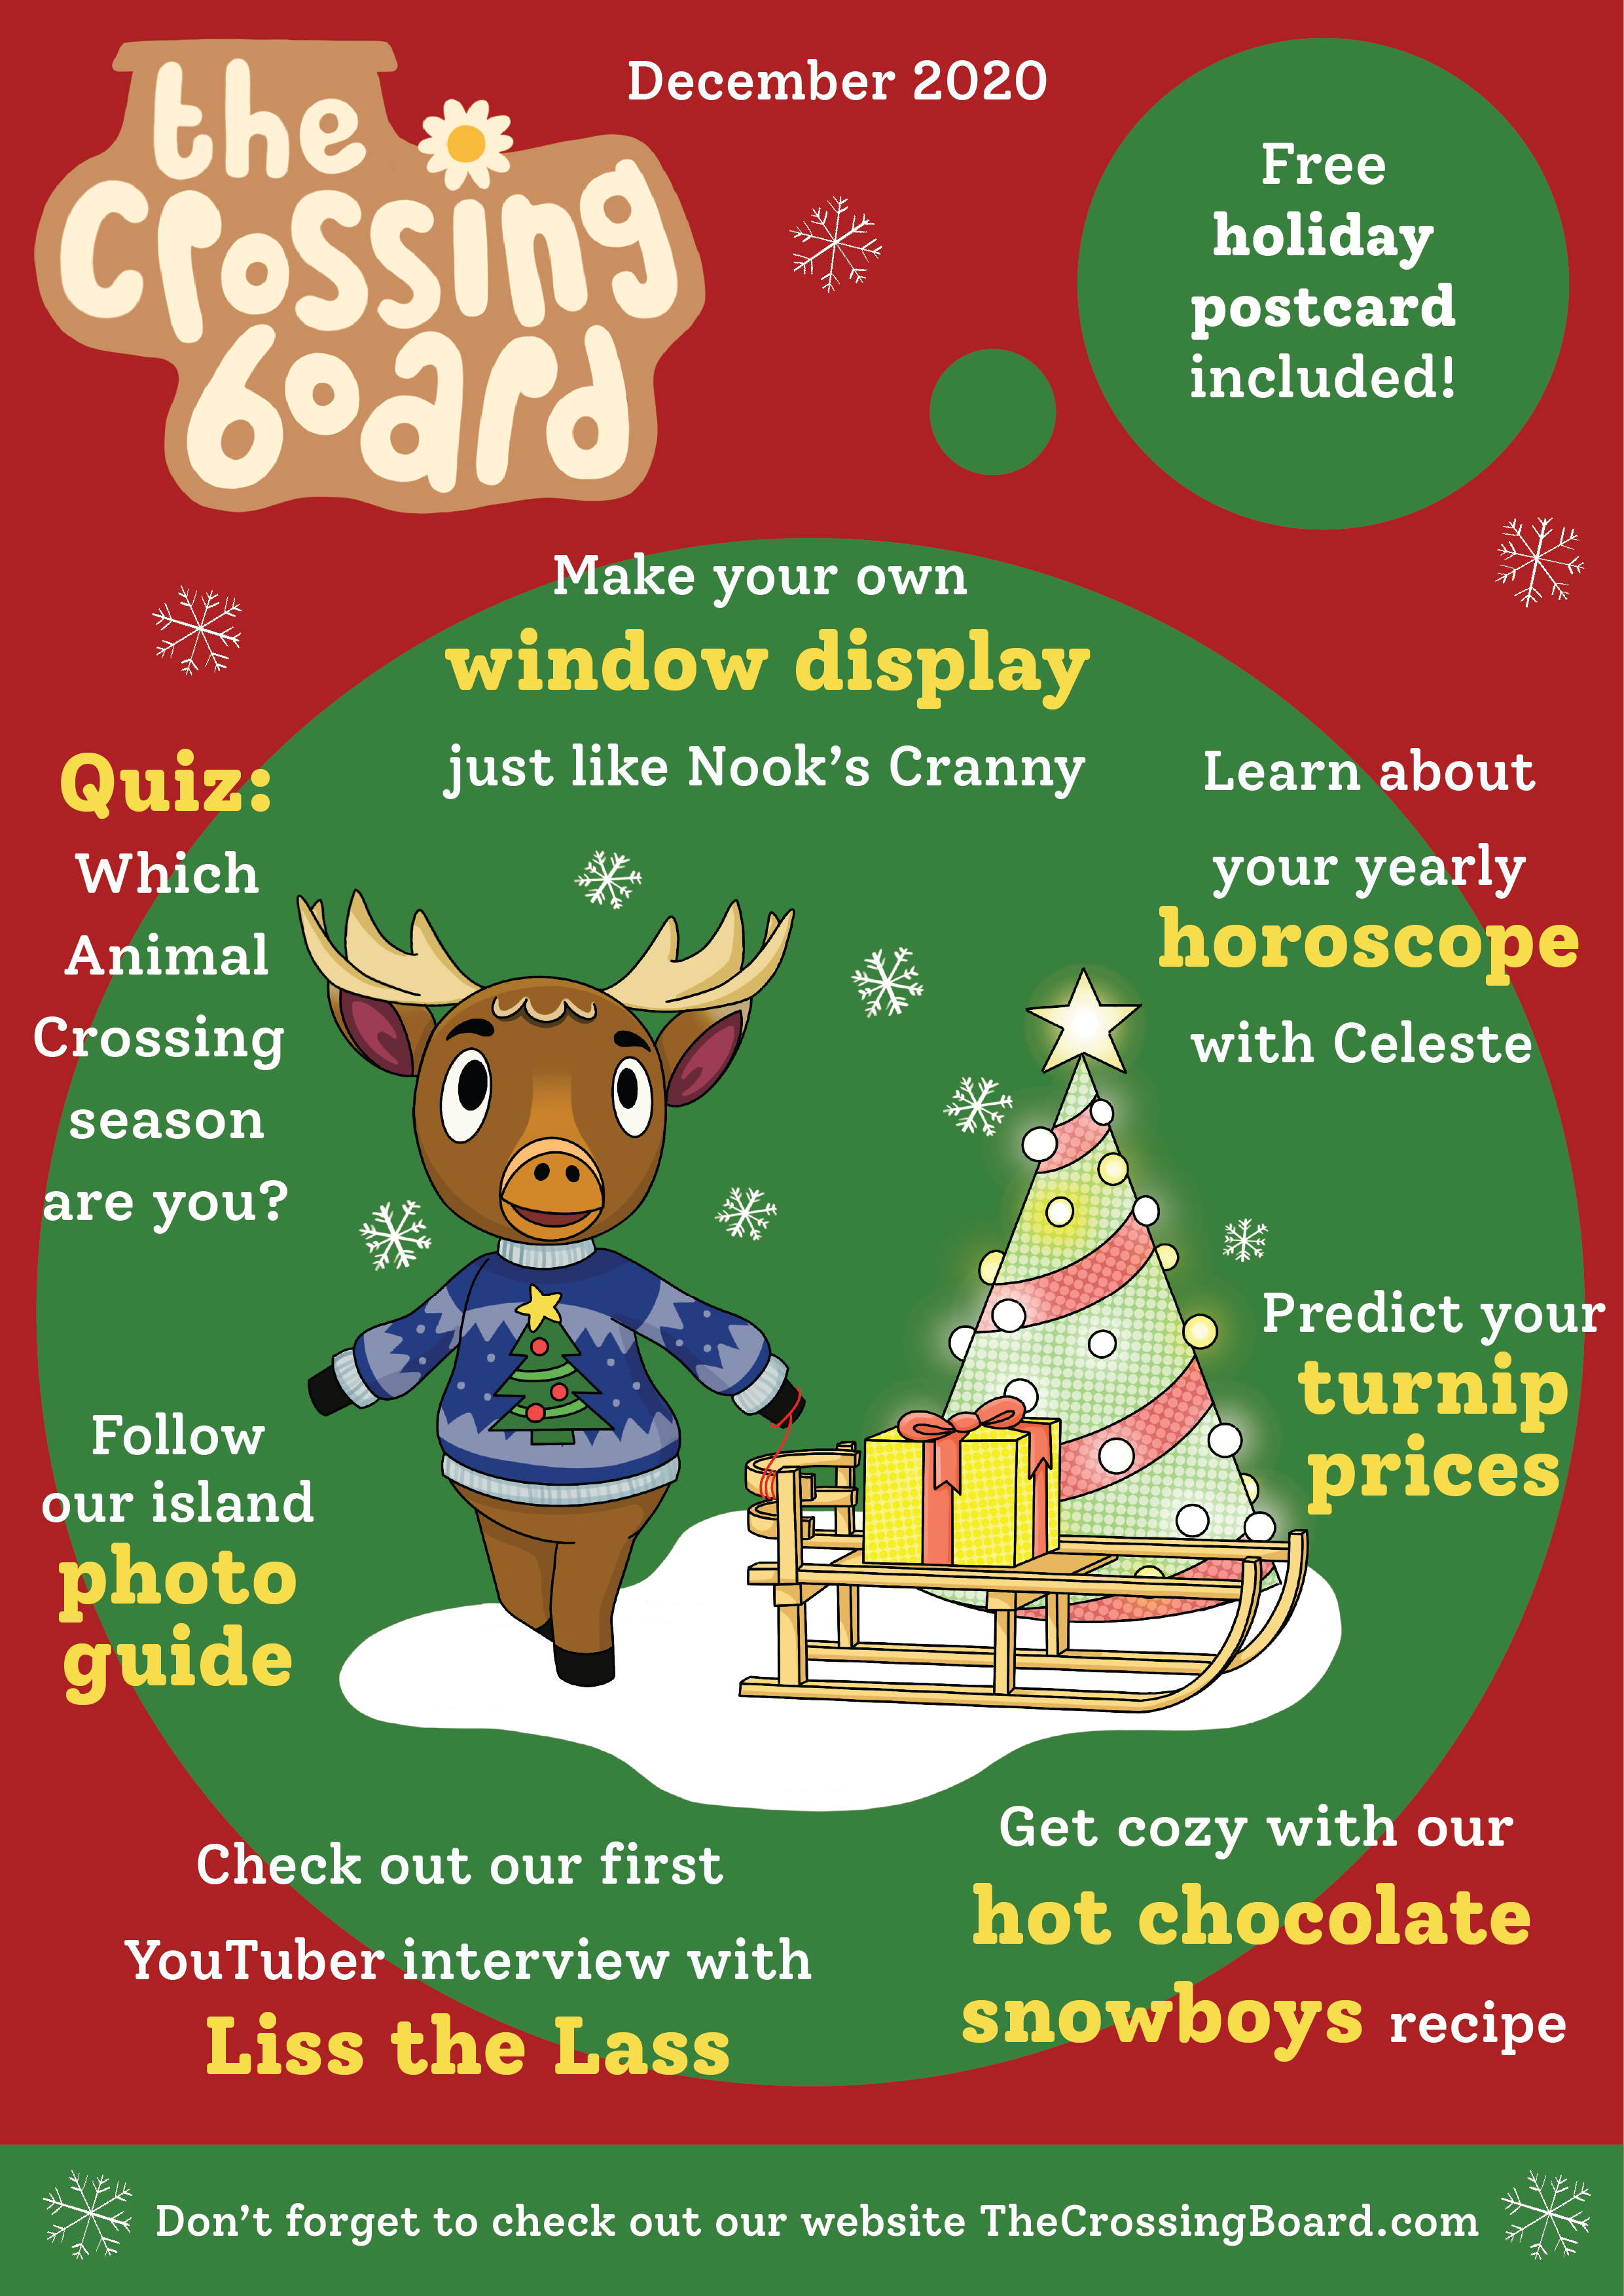 the
Crossing
board
December 2020
Free
holiday
postcard
included!
Make your own
window display
just like Nook's Cranny
Quiz:
Which
Animal
Crossing
season
are you?
Learn about
your yearly
horoscope
with Celeste
Predict your
turnip
prices
Follow
our island
photo
guide
Check out our first
YouTuber interview with
Liss the Lass
Get cozy with our
hot chocolate
snowboys recipe
Don't forget to check out our website TheCrossingBoard.com